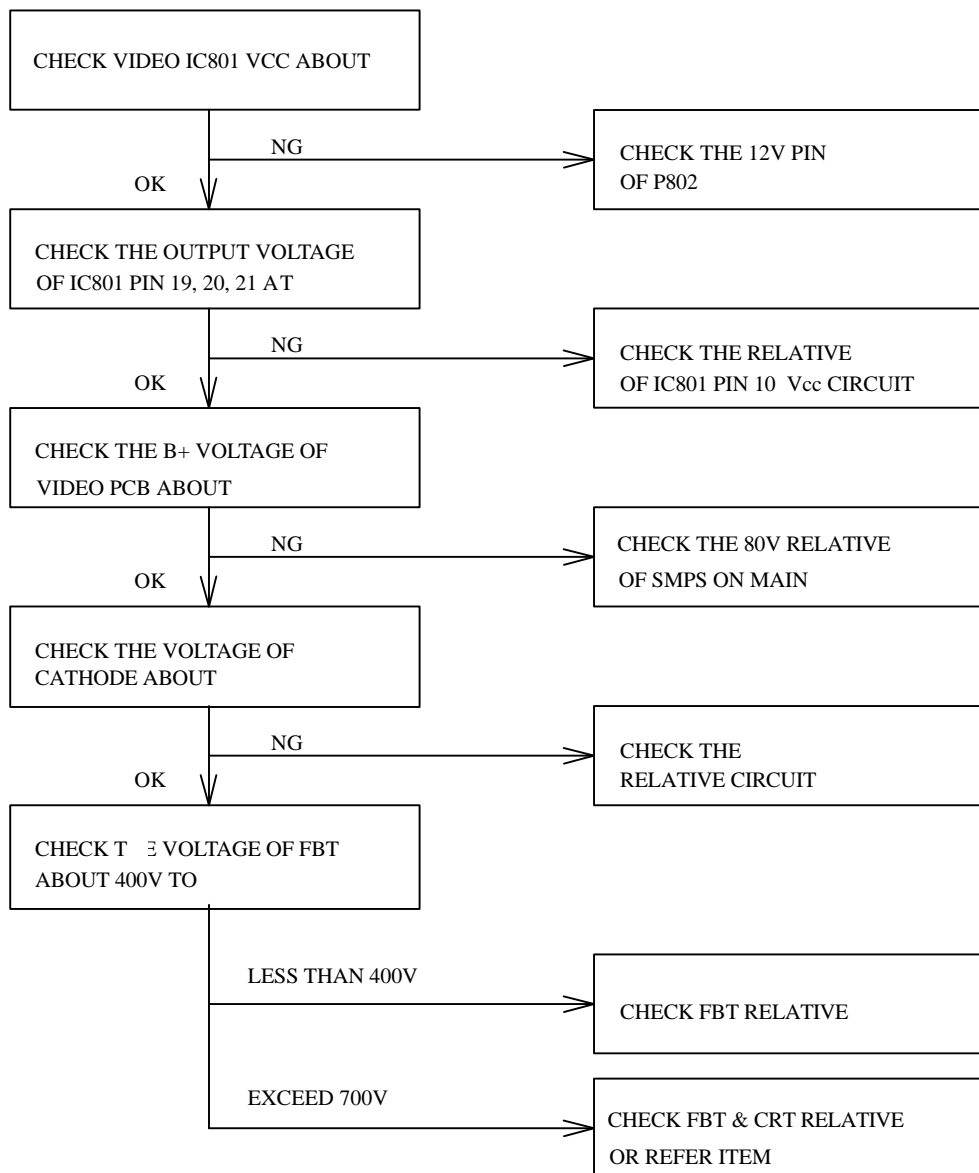 CHECK VIDEO IC801 VCC ABOUT
NG
CHECK THE 12V PIN
OF P802
OK
CHECK THE OUTPUT VOLTAGE
OF IC801 PIN 19, 20, 21 AT
NG
CHECK THE RELATIVE
OF IC801 PIN 10 Vcc CIRCUIT
OK
CHECK THE B+ VOLTAGE OF
VIDEO PCB ABOUT
NG
CHECK THE 80V RELATIVE
OF SMPS ON MAIN
OK
CHECK THE VOLTAGE OF
CATHODE ABOUT
NG
CHECK THE
RELATIVE CIRCUIT
OK
CHECK T E VOLTAGE OF FBT
ABOUT 400V TO
LESS THAN 400V
CHECK FBT RELATIVE
EXCEED 700V
CHECK FBT & CRT RELATIVE
OR REFER ITEM